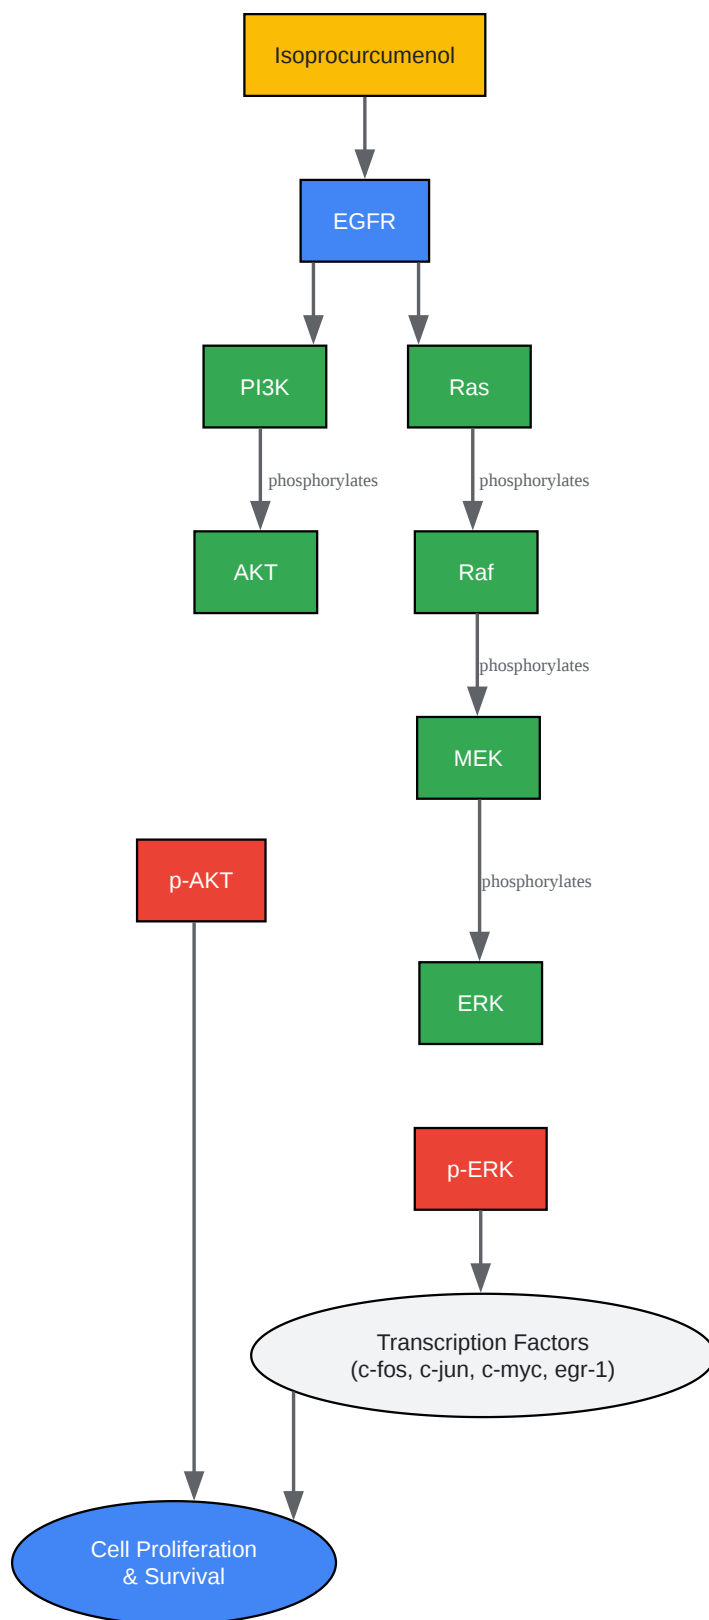 Isoprocurcumenol
EGFR
PI3K
Ras
phosphorylates
phosphorylates
AKT
Raf
phosphorylates
MEK
p-AKT
phosphorylates
ERK
p-ERK
Transcription Factors
(c-fos, c-jun, c-myc, egr-1)
Cell Proliferation
& Survival